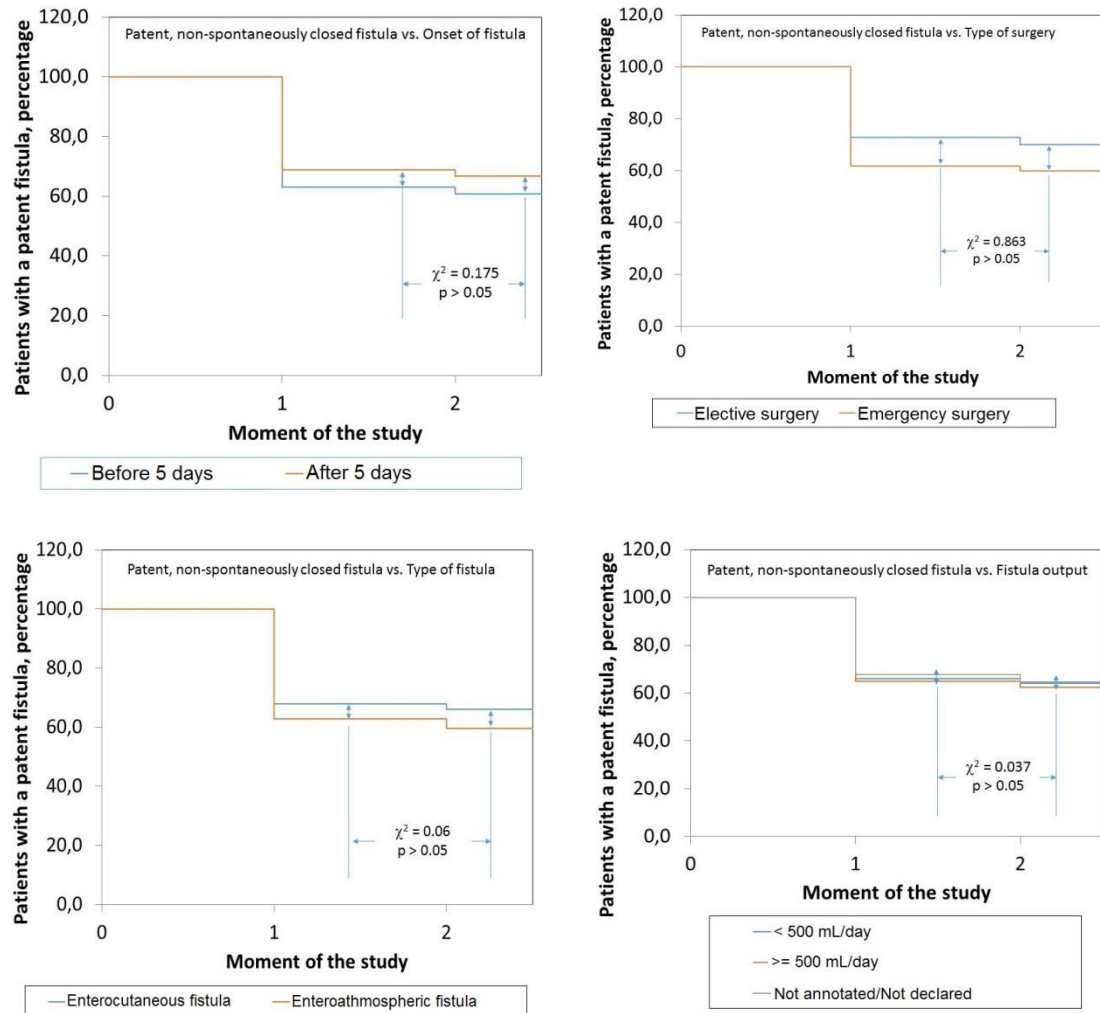 Patent, non-spontaneously closed fistula vs. Onset of fistula
Patients with a patent fistula, percentage
120,0
100,0
80,0
60,0
40,0
20,0
0,0
χ² = 0.175
p > 0.05
0
1
2
Moment of the study
Before 5 days
After 5 days
Patent, non-spontaneously closed fistula vs. Type of surgery
Patients with a patent fistula, percentage
120,0
100,0
80,0
60,0
40,0
20,0
0,0
χ² = 0.863
p > 0.05
0
1
2
Moment of the study
Elective surgery
Emergency surgery
Patent, non-spontaneously closed fistula vs. Type of fistula
Patients with a patent fistula, percentage
120,0
100,0
80,0
60,0
40,0
20,0
0,0
χ² = 0.06
p > 0.05
0
1
2
Moment of the study
Enterocutaneous fistula
Enteroathmospheric fistula
Patent, non-spontaneously closed fistula vs. Fistula output
Patients with a patent fistula, percentage
120,0
100,0
80,0
60,0
40,0
20,0
0,0
χ² = 0.037
p > 0.05
0
1
2
Moment of the study
< 500 mL/day
>= 500 mL/day
Not annotated/Not declared